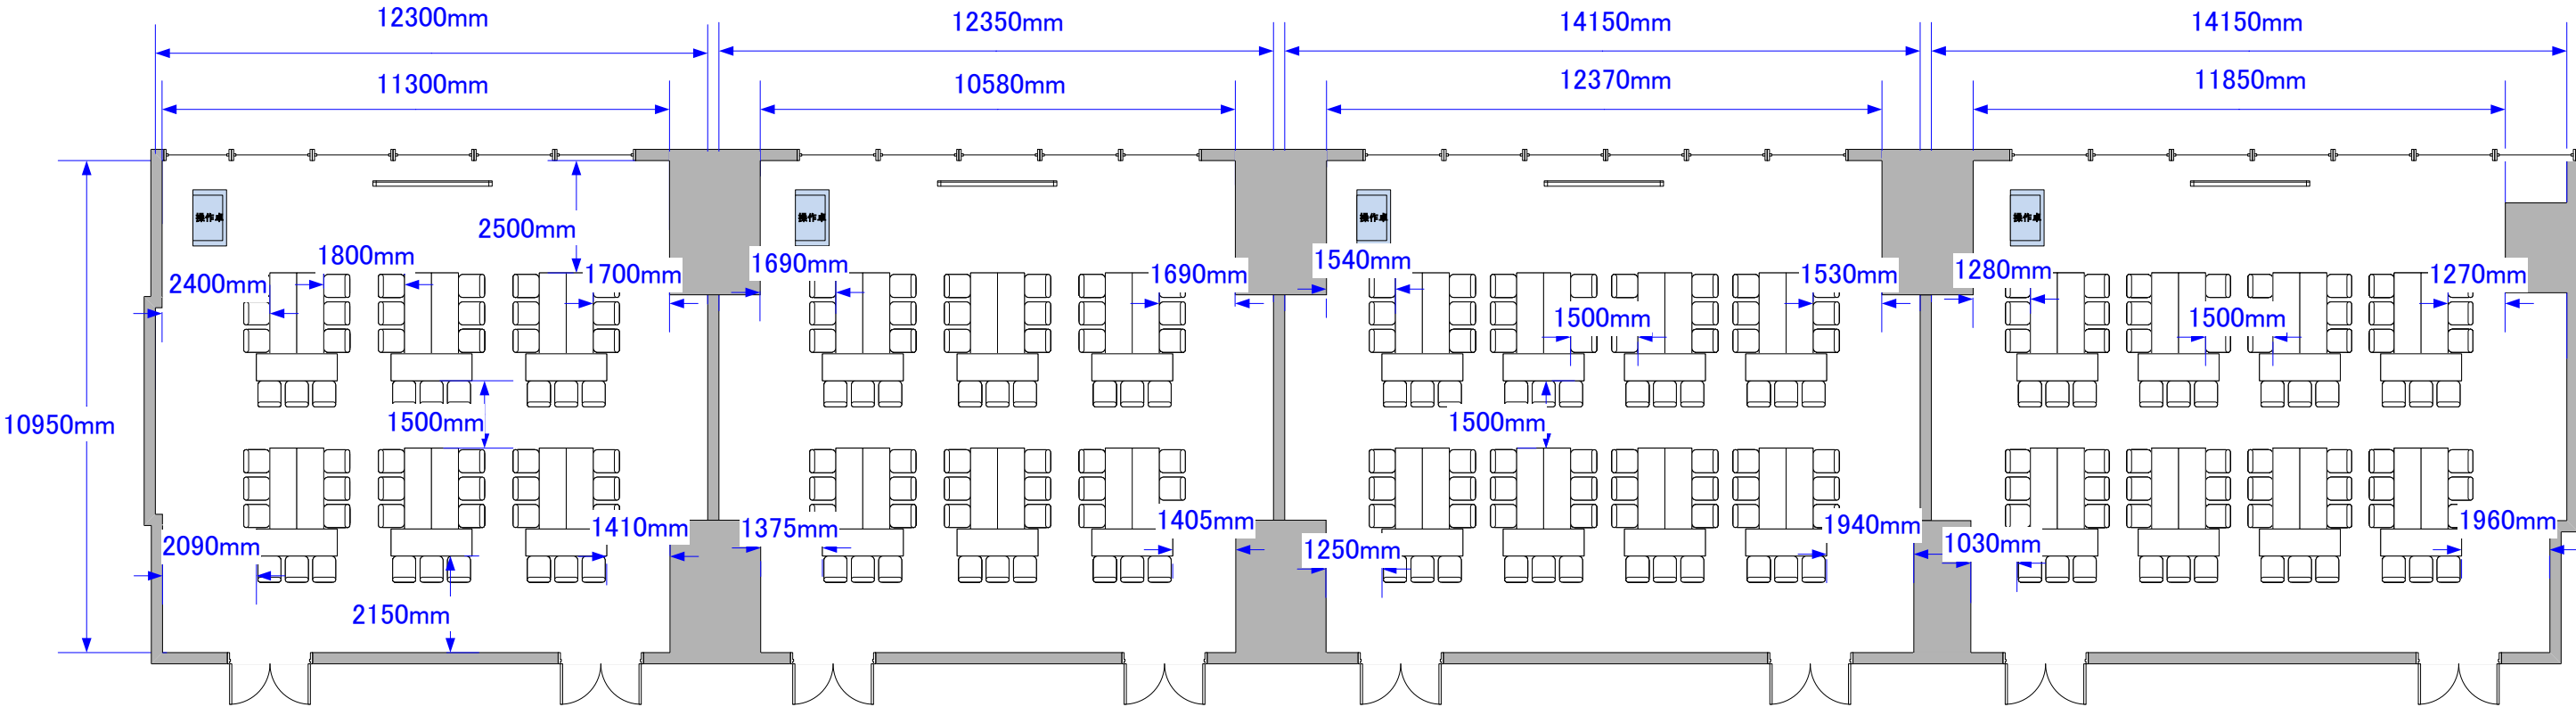 12300mm
12350mm
14150mm
14150mm
11300mm
10580mm
12370mm
11850mm
操作卓
操作卓
操作卓
操作卓
2500mm
1800mm
2400mm
1700mm
1690mm
1690mm
1540mm
1530mm
1280mm
1270mm
1500mm
1500mm
10950mm
1500mm
1500mm
2090mm
1410mm
1375mm
1405mm
1250mm
1940mm
1030mm
1960mm
2150mm